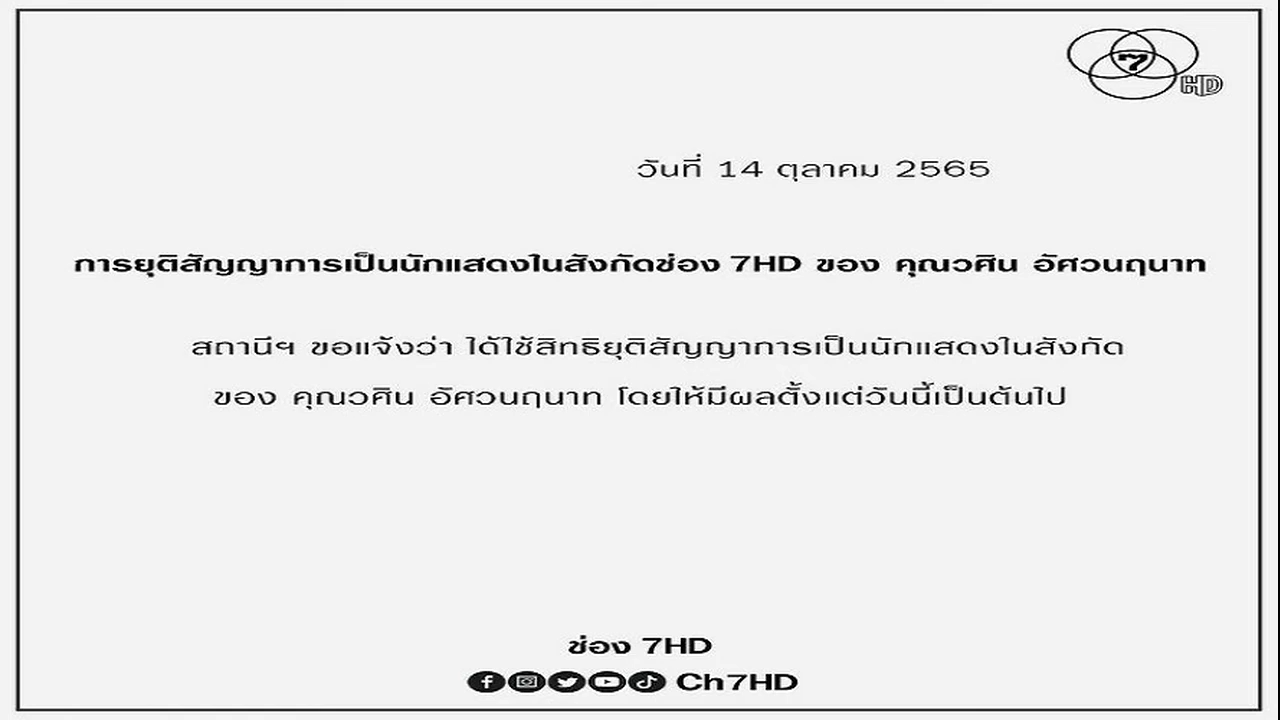 7 HD
วันที่ 14 ตุลาคม 2565
การยุติสัญญาการเป็นนักแสดงในสังกัดช่อง 7HD ของ คุณวศิน อัศวนฤนาท
สถานีฯ ขอแจ้งว่า ได้ใช้สิทธิยุติสัญญาการเป็นนักแสดงในสังกัด
ของ คุณวศิน อัศวนฤนาท โดยให้มีผลตั้งแต่วันนี้เป็นต้นไป
ช่อง 7HD
Ch7HD